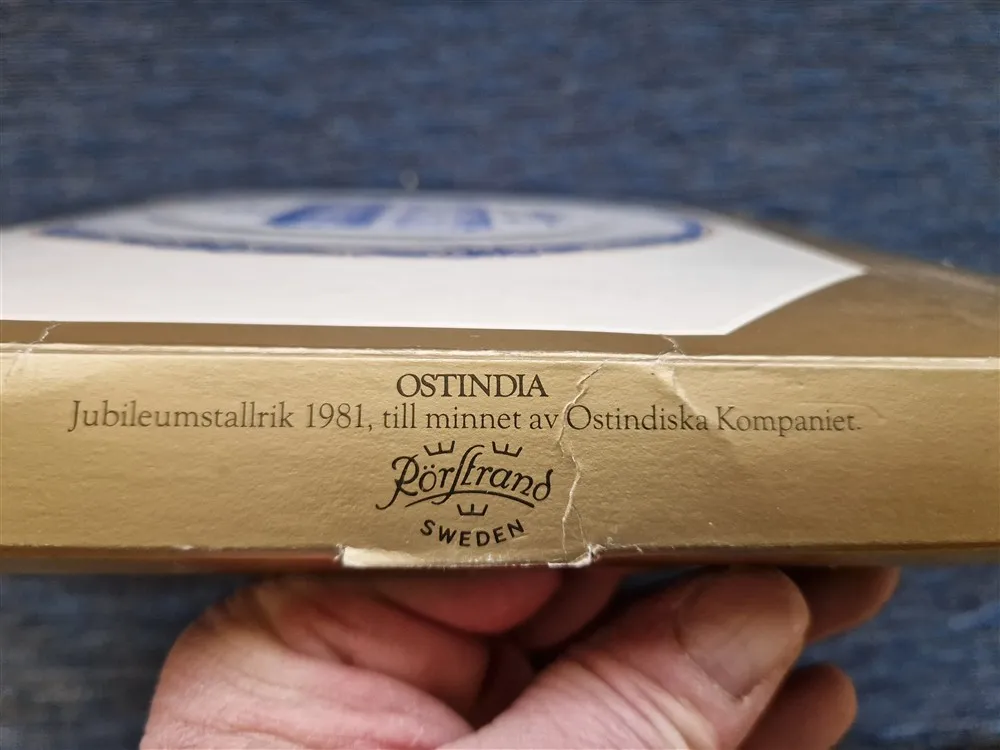 OSTINDIA
Jubileumstallrik 1981, till minnet av Ostindiska Kompaniet.
Rörstrand
SWEDEN